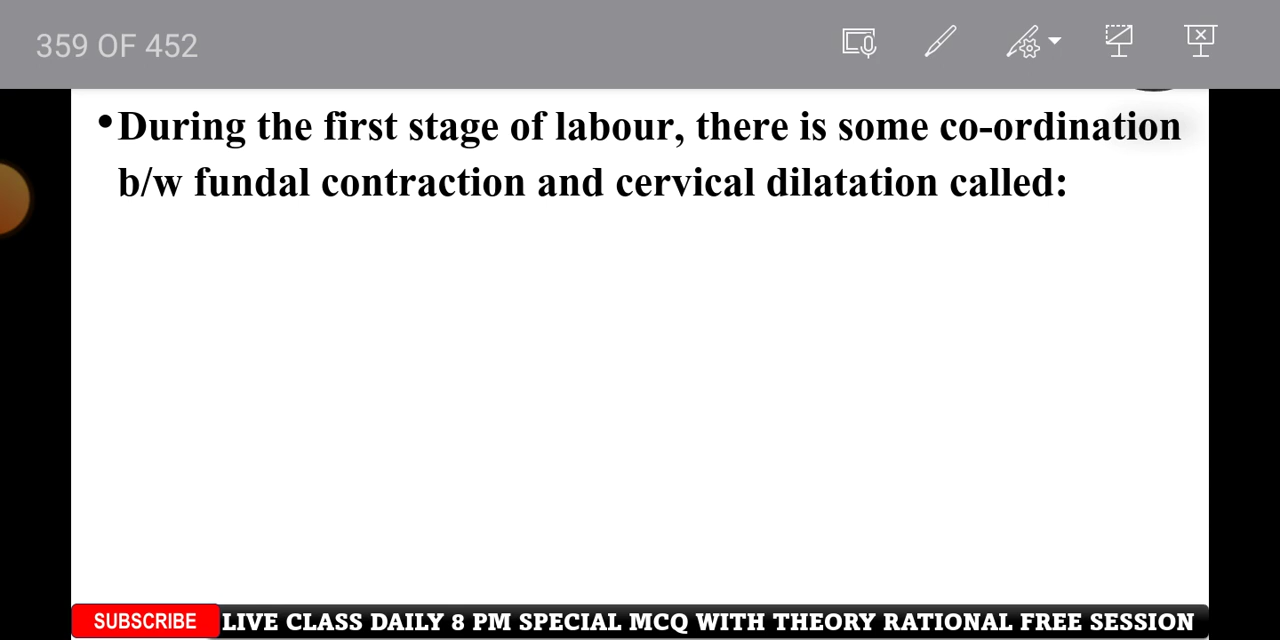 359 OF 452
•During the first stage of labour, there is some co-ordination
b/w fundal contraction and cervical dilatation called:
SUBSCRIBE LIVE CLASS DAILY 8 PM SPECIAL MCQ WITH THEORY RATIONAL FREE SESSION